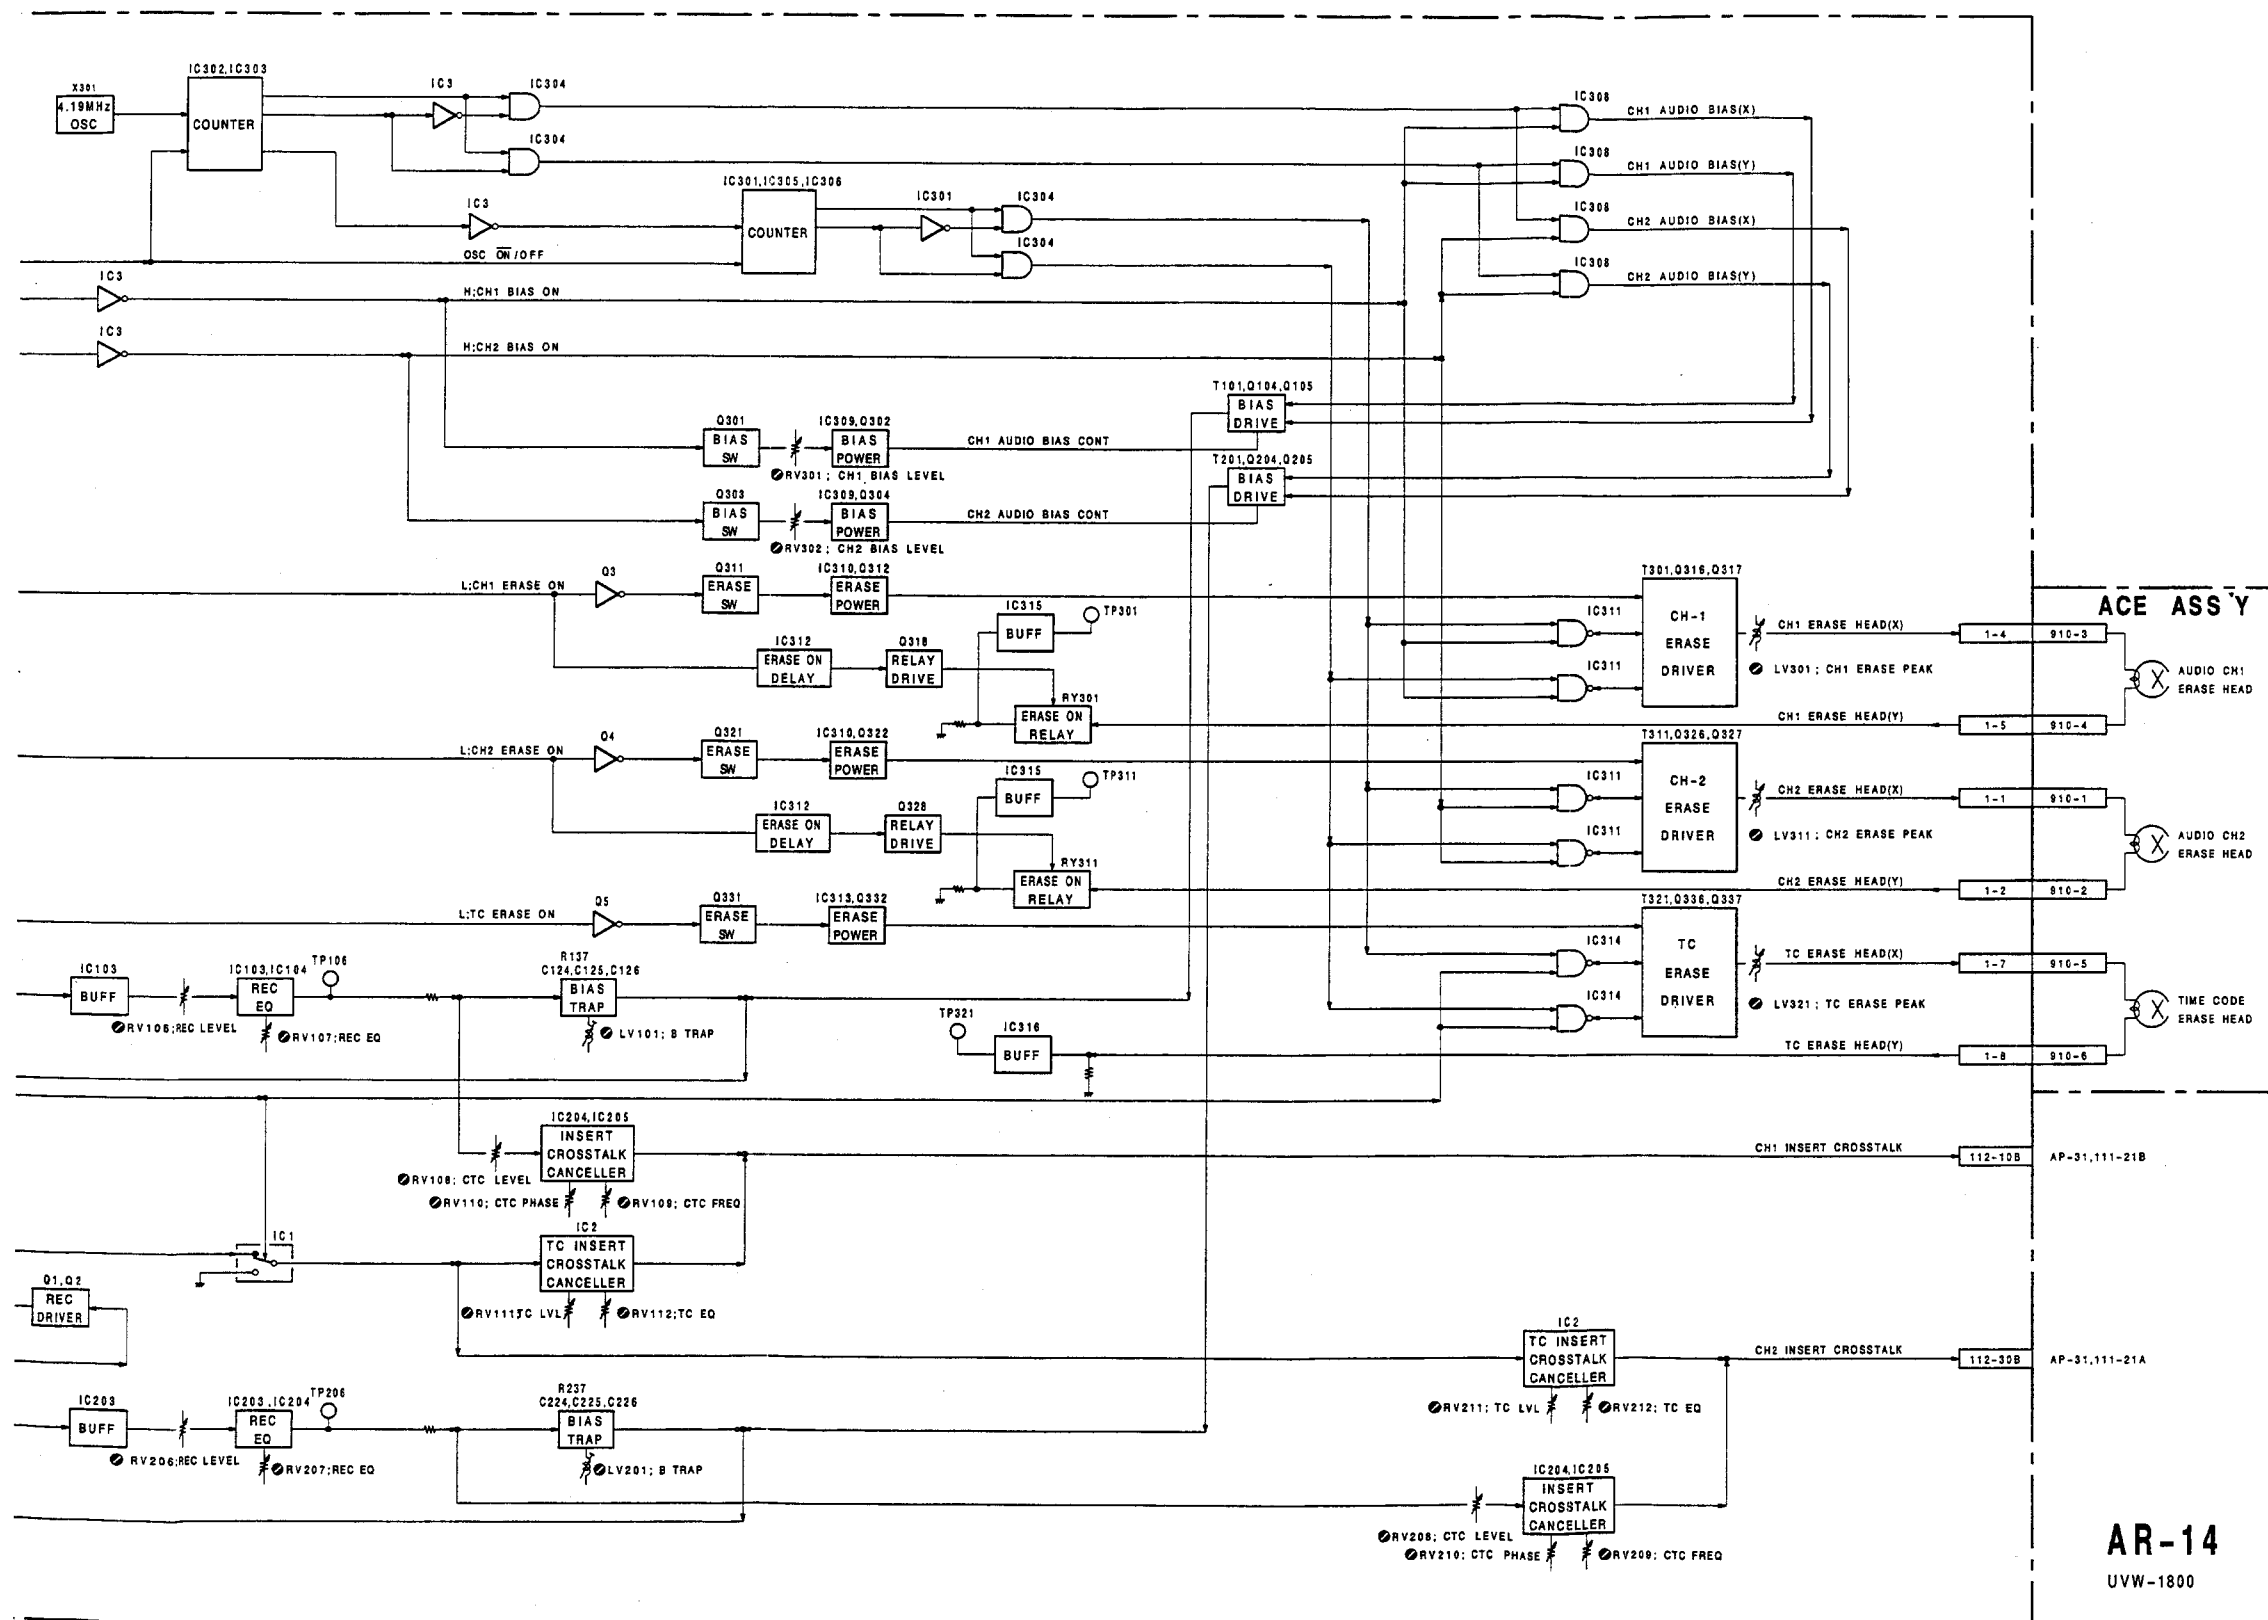 IC302,IC303
X301
4.19MHz
OSC
COUNTER
IC3
IC304
IC304
IC308
CH1 AUDIO BIAS(X)
IC308
CH1 AUDIO BIAS(Y)
IC308
CH2 AUDIO BIAS(X)
IC308
CH2 AUDIO BIAS(Y)
IC3
IC301,IC305,IC306
COUNTER
IC301
IC304
IC304
OSC ON/OFF
IC3
H;CH1 BIAS ON
IC3
H;CH2 BIAS ON
T101,Q104,Q105
BIAS
DRIVE
Q301
BIAS
SW
IC309,Q302
BIAS
POWER
CH1 AUDIO BIAS CONT
RV301; CH1 BIAS LEVEL
T201,Q204,Q205
BIAS
DRIVE
Q303
BIAS
SW
IC309,Q304
BIAS
POWER
CH2 AUDIO BIAS CONT
RV302; CH2 BIAS LEVEL
L;CH1 ERASE ON
Q3
Q311
ERASE
SW
IC310,Q312
ERASE
POWER
T301,Q316,Q317
CH-1
ERASE
DRIVER
IC311
IC311
CH1 ERASE HEAD(X)
LV301; CH1 ERASE PEAK
CH1 ERASE HEAD(Y)
ACE ASS'Y
1-4
910-3
1-5
910-4
AUDIO CH1
ERASE HEAD
IC315
BUFF
TP301
IC312
ERASE ON
DELAY
Q318
RELAY
DRIVE
RY301
ERASE ON
RELAY
L;CH2 ERASE ON
Q4
Q321
ERASE
SW
IC310,Q322
ERASE
POWER
T311,Q326,Q327
CH-2
ERASE
DRIVER
IC311
IC311
CH2 ERASE HEAD(X)
LV311; CH2 ERASE PEAK
CH2 ERASE HEAD(Y)
1-1
910-1
1-2
910-2
AUDIO CH2
ERASE HEAD
IC315
BUFF
TP311
IC312
ERASE ON
DELAY
Q328
RELAY
DRIVE
RY311
ERASE ON
RELAY
L;TC ERASE ON
Q5
Q331
ERASE
SW
IC313,Q332
ERASE
POWER
T321,Q336,Q337
TC
ERASE
DRIVER
IC314
IC314
TC ERASE HEAD(X)
LV321; TC ERASE PEAK
TC ERASE HEAD(Y)
1-7
910-5
1-8
910-6
TIME CODE
ERASE HEAD
IC103
BUFF
RV106;REC LEVEL
IC103,IC104
REC
EQ
RV107;REC EQ
TP106
R137
C124,C125,C126
BIAS
TRAP
LV101; B TRAP
TP321
IC316
BUFF
IC204,IC205
INSERT
CROSSTALK
CANCELLER
RV108; CTC LEVEL
RV110; CTC PHASE
RV109; CTC FREQ
CH1 INSERT CROSSTALK
112-10B
AP-31,111-21B
IC1
IC2
TC INSERT
CROSSTALK
CANCELLER
RV111;TC LVL
RV112;TC EQ
Q1,Q2
REC
DRIVER
IC2
TC INSERT
CROSSTALK
CANCELLER
RV211; TC LVL
RV212; TC EQ
CH2 INSERT CROSSTALK
112-30B
AP-31,111-21A
IC203
BUFF
RV206;REC LEVEL
IC203,IC204
REC
EQ
RV207;REC EQ
TP206
R237
C224,C225,C226
BIAS
TRAP
LV201; B TRAP
IC204,IC205
INSERT
CROSSTALK
CANCELLER
RV208; CTC LEVEL
RV210; CTC PHASE
RV209; CTC FREQ
AR-14
UVW-1800